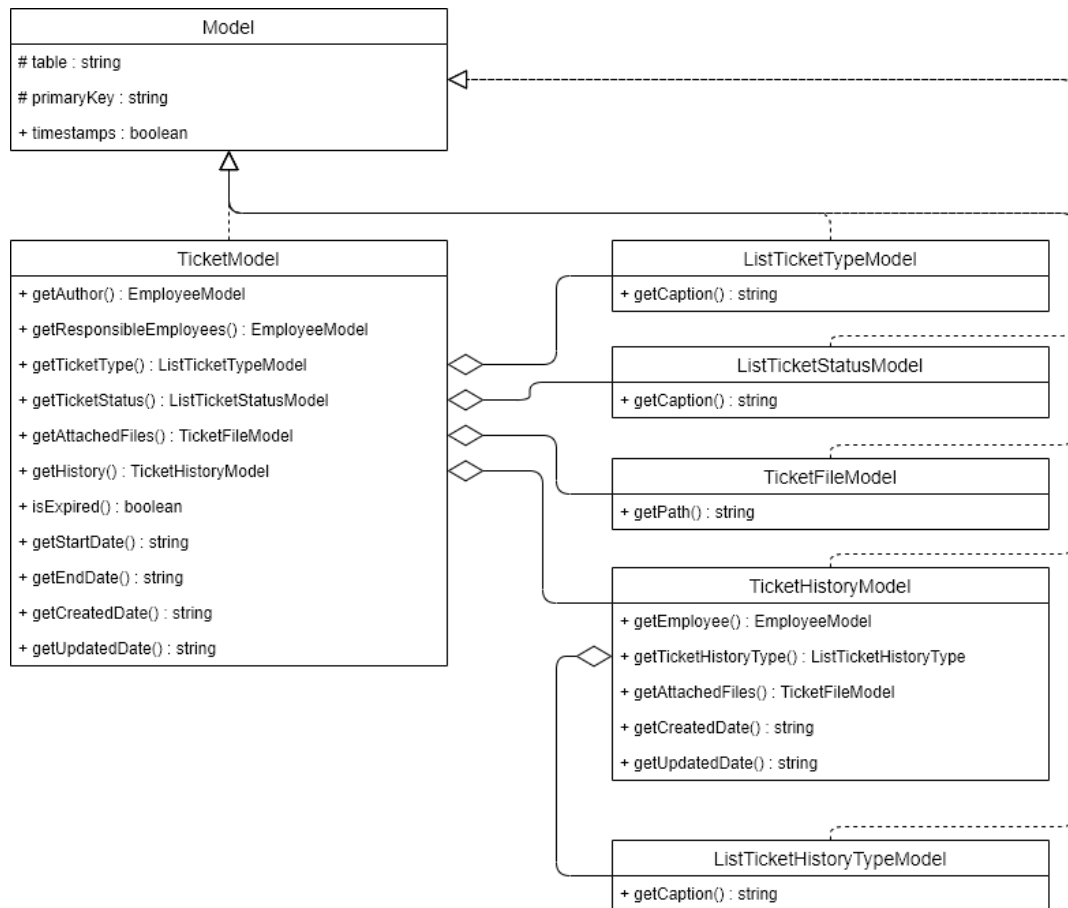 Model
# table : string
# primaryKey : string
+ timestamps : boolean
TicketModel
+ getAuthor() : EmployeeModel
+ getResponsibleEmployees() : EmployeeModel
+ getTicketType() : ListTicketTypeModel
+ getTicketStatus() : ListTicketStatusModel
+ getAttachedFiles() : TicketFileModel
+ getHistory() : TicketHistoryModel
+ isExpired() : boolean
+ getStartDate() : string
+ getEndDate() : string
+ getCreatedDate() : string
+ getUpdatedDate() : string
ListTicketTypeModel
+ getCaption() : string
ListTicketStatusModel
+ getCaption() : string
TicketFileModel
+ getPath() : string
TicketHistoryModel
+ getEmployee() : EmployeeModel
+ getTicketHistoryType() : ListTicketHistoryType
+ getAttachedFiles() : TicketFileModel
+ getCreatedDate() : string
+ getUpdatedDate() : string
ListTicketHistoryTypeModel
+ getCaption() : string